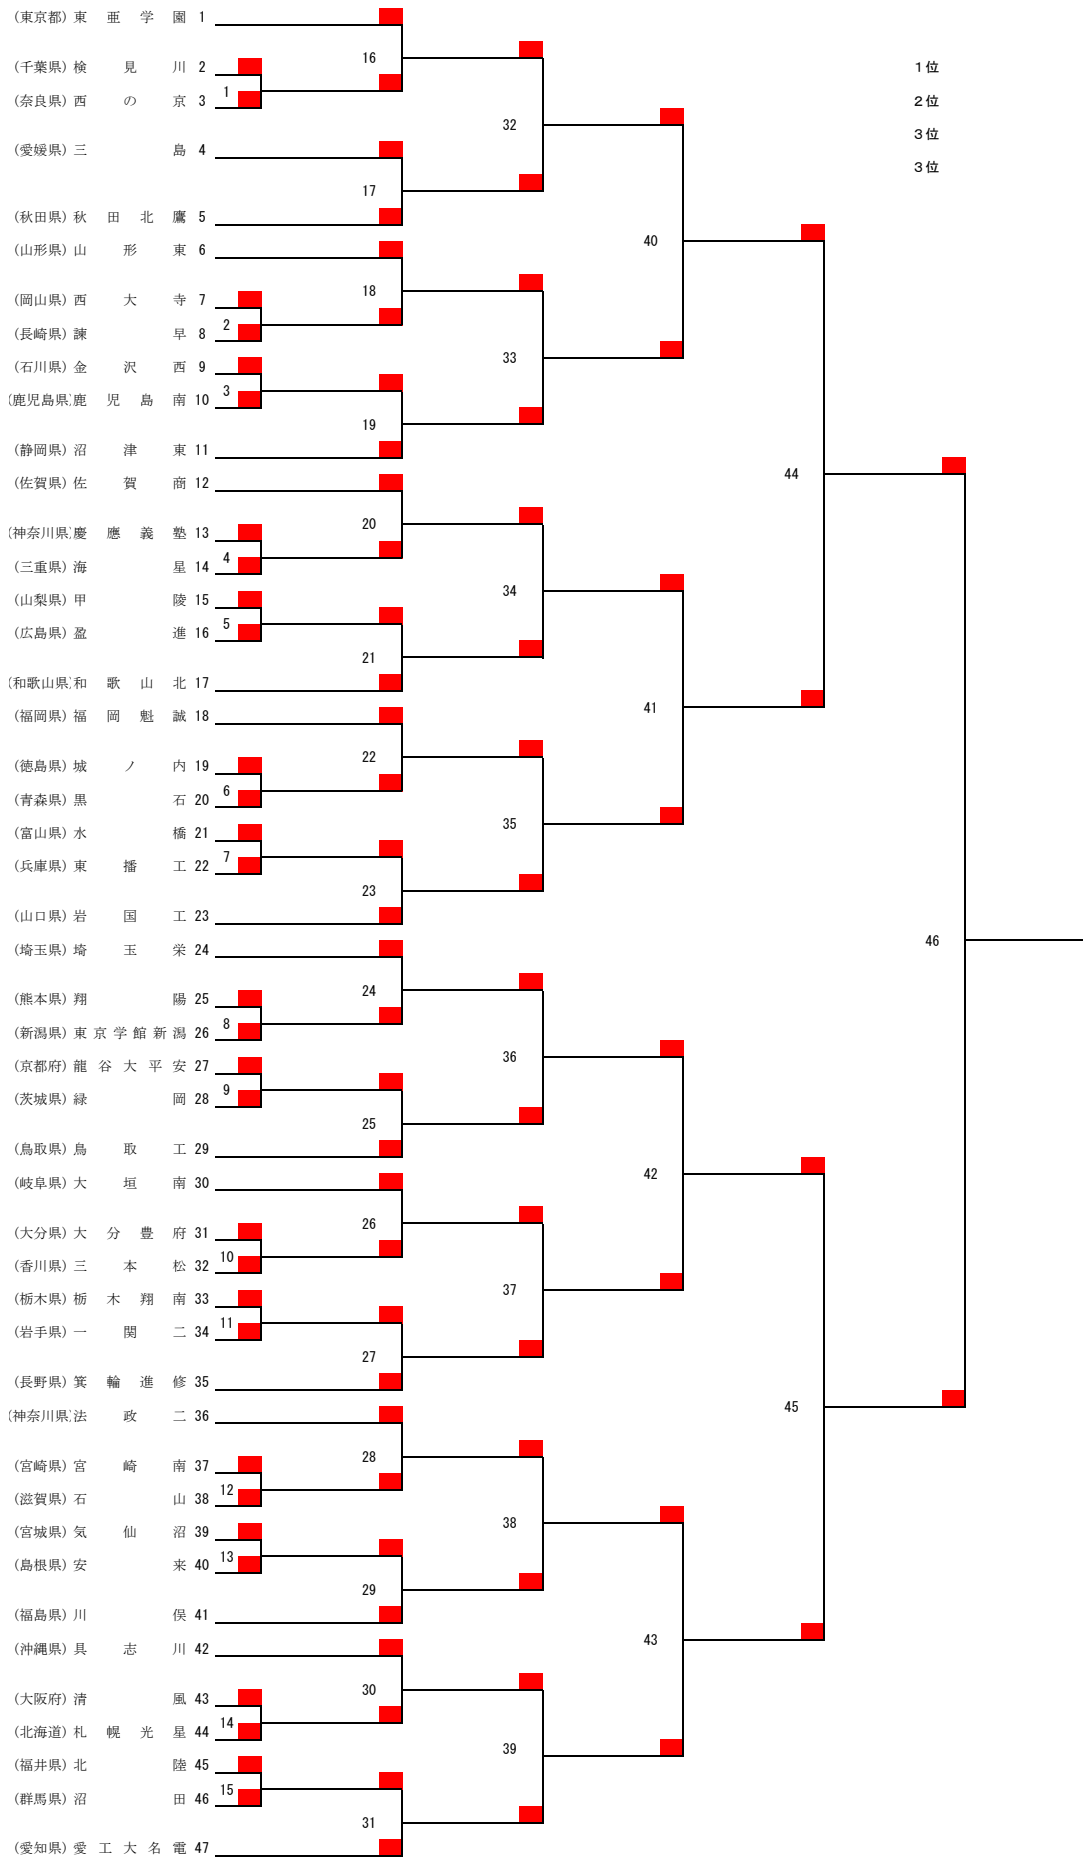 (東京都) 東亜学園 1
16
(千葉県) 検見川 2
1位
1
(奈良県) 西の京 3
2位
32
3位
(愛媛県) 三島 4
3位
17
(秋田県) 秋田北鷹 5
40
(山形県) 山形東 6
18
(岡山県) 西大寺 7
2
(長崎県) 諫早 8
33
(石川県) 金沢西 9
3
(鹿児島県) 鹿児島南 10
19
(静岡県) 沼津東 11
44
(佐賀県) 佐賀商 12
20
(神奈川県) 慶應義塾 13
4
(三重県) 海星 14
34
(山梨県) 甲陵 15
5
(広島県) 盈進 16
21
(和歌山県) 和歌山北 17
41
(福岡県) 福岡魁誠 18
22
(徳島県) 城ノ内 19
6
(青森県) 黒石 20
35
(富山県) 水橋 21
7
(兵庫県) 東播工 22
23
(山口県) 岩国工 23
46
(埼玉県) 埼玉栄 24
24
(熊本県) 翔陽 25
8
(新潟県) 東京学館新潟 26
36
(京都府) 龍谷大平安 27
9
(茨城県) 緑岡 28
25
(鳥取県) 鳥取工 29
42
(岐阜県) 大垣南 30
26
(大分県) 大分豊府 31
10
(香川県) 三本松 32
37
(栃木県) 栃木翔南 33
11
(岩手県) 一関二 34
27
(長野県) 箕輪進修 35
45
(神奈川県) 法政二 36
28
(宮崎県) 宮崎南 37
12
(滋賀県) 石山 38
38
(宮城県) 気仙沼 39
13
(島根県) 安来 40
29
(福島県) 川俣 41
43
(沖縄県) 具志川 42
30
(大阪府) 清風 43
14
(北海道) 札幌光星 44
39
(福井県) 北陸 45
15
(群馬県) 沼田 46
31
(愛知県) 愛工大名電 47